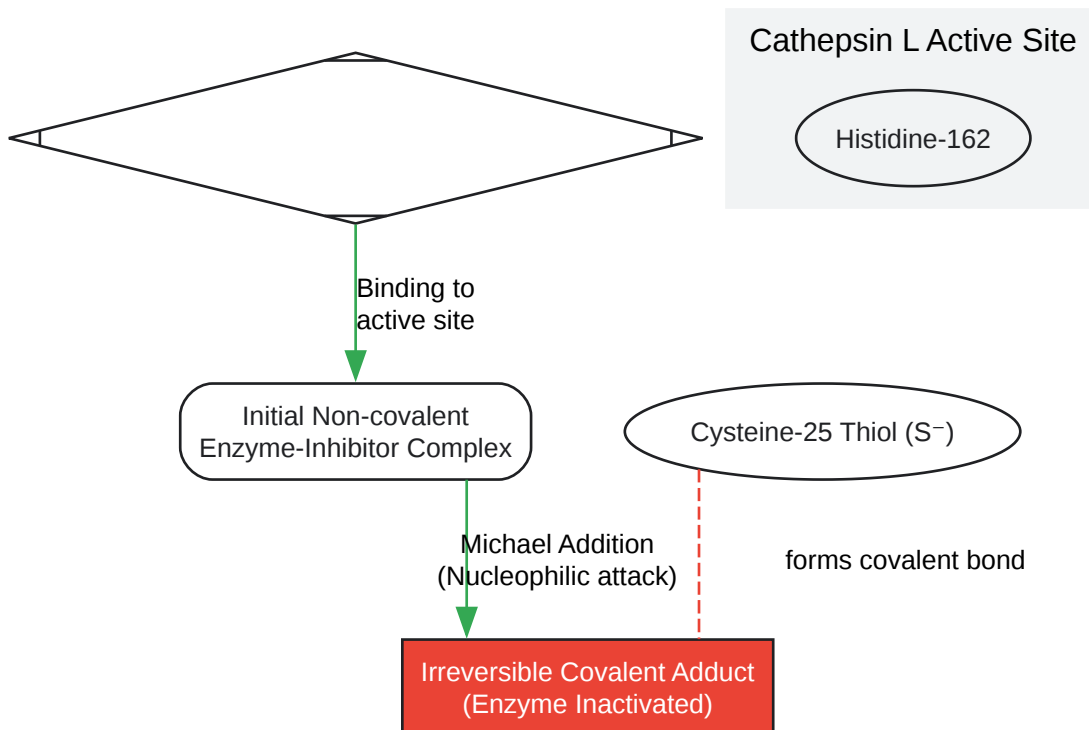 Cathepsin L Active Site
Histidine-162
Binding to
active site
Initial Non-covalent
Enzyme-Inhibitor Complex
Cysteine-25 Thiol (S⁻)
Michael Addition
(Nucleophilic attack)
forms covalent bond
Irreversible Covalent Adduct
(Enzyme Inactivated)